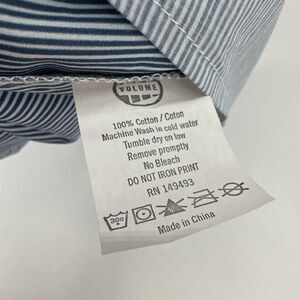 VOLUME
100% Cotton / Coton
Machine Wash in cold water
Tumble dry on low
Remove promptly
No Bleach
DO NOT IRON PRINT
RN 149493
30c
Made in China